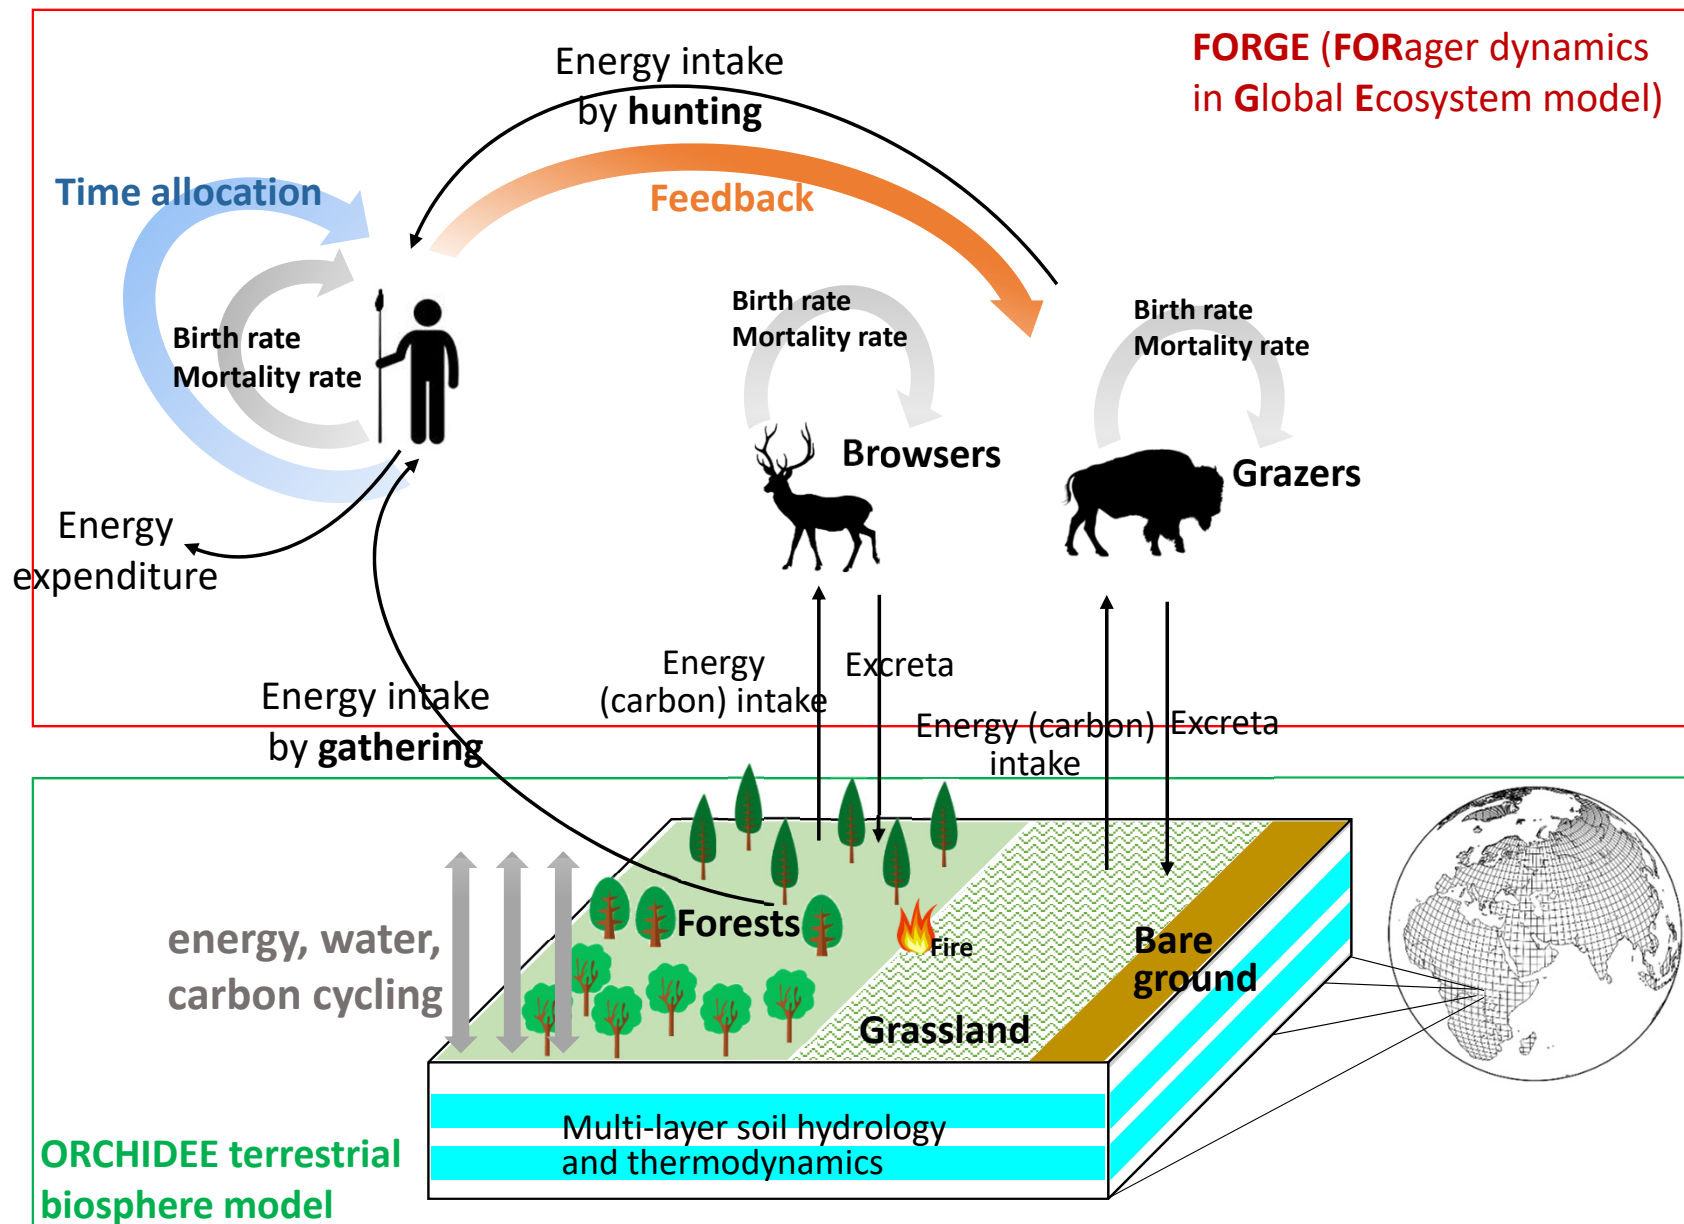 FORGE (FORager dynamics
in Global Ecosystem model)
Energy intake
by hunting
Time allocation
Feedback
Birth rate
Mortality rate
Birth rate
Mortality rate
Birth rate
Mortality rate
Browsers
Grazers
Energy
expenditure
Energy
(carbon) intake
Excreta
Energy (carbon)
intake
Excreta
Energy intake
by gathering
energy, water,
carbon cycling
Forests
Fire
Bare
ground
Grassland
Multi-layer soil hydrology
and thermodynamics
ORCHIDEE terrestrial
biosphere model